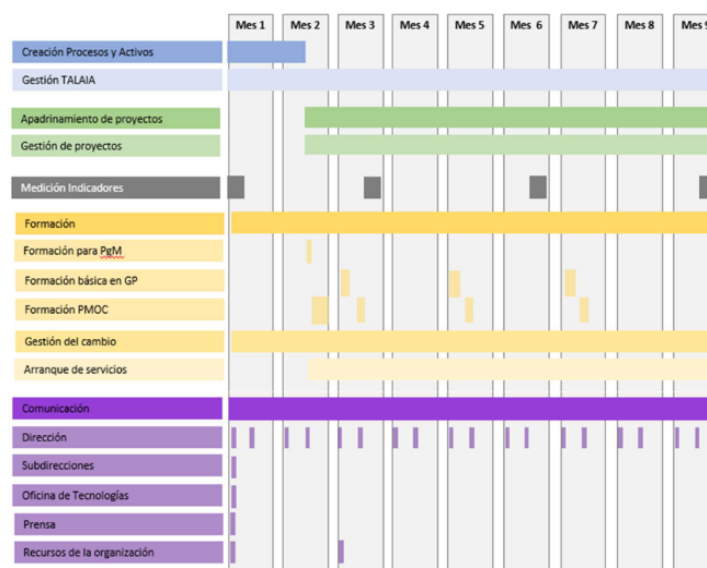 Mes 1 Mes 2 Mes 3 Mes 4 Mes 5 Mes 6 Mes 7 Mes 8 Mes 9
Creación Procesos y Activos
Gestión TALAIA
Apadrinamiento de proyectos
Gestión de proyectos
Medición Indicadores
Formación
Formación para PgM
Formación básica en GP
Formación PMOC
Gestión del cambio
Arranque de servicios
Comunicación
Dirección
Subdirecciones
Oficina de Tecnologías
Prensa
Recursos de la organización